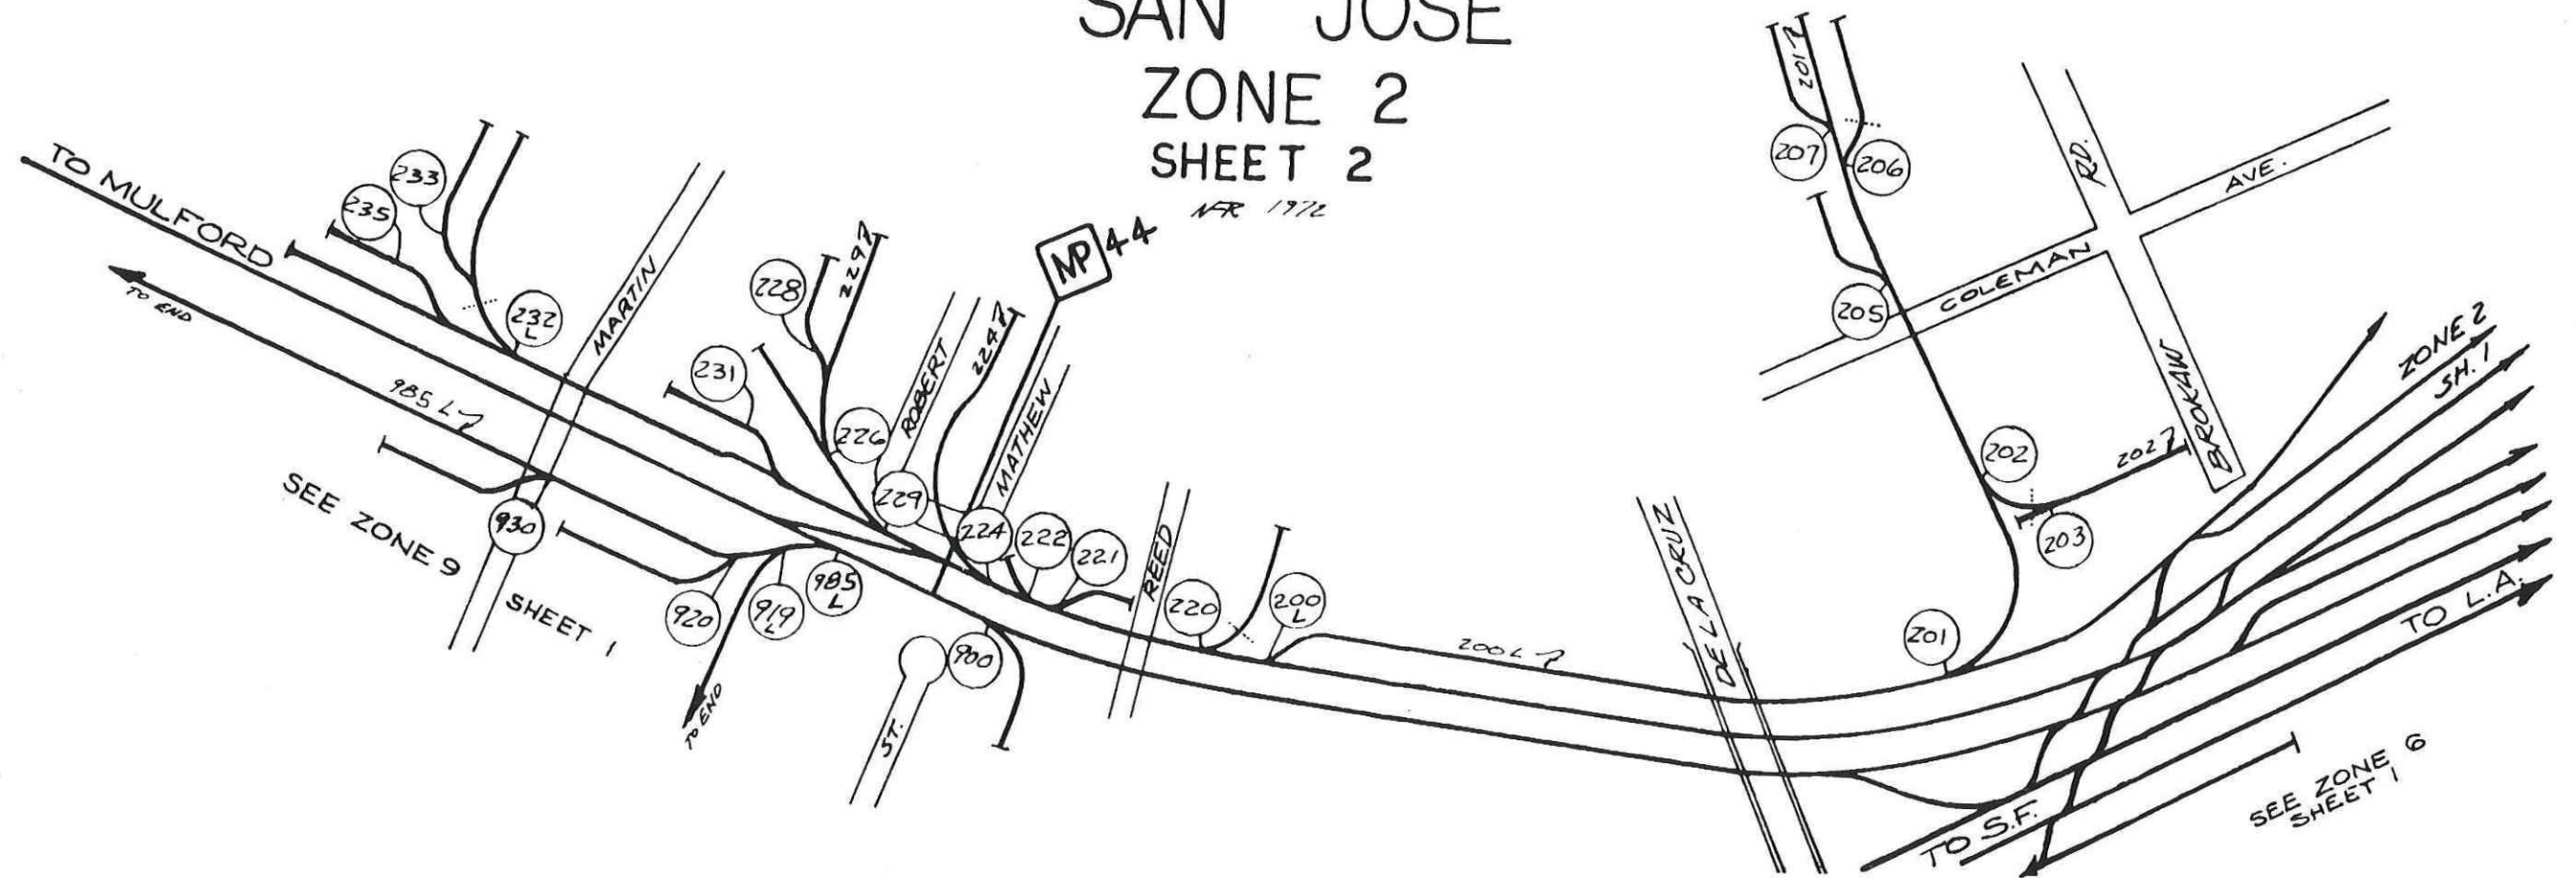 SAN JOSE
ZONE 2
SHEET 2
NFR 1972
TO MULFORD
TO END
235
233
232
L
MARTIN
985 L
231
228
229
226
ROBERT
229
224
MP 44
MATHEW
224
222
221
REED
220
200
L
200 L
DE LA CRUZ
201
207
206
205
COLEMAN
AVE.
BROKAW
RD.
202
202
203
201
ZONE 2
SH. 1
TO L.A.
TO S.F.
SEE ZONE 6
SHEET 1
SEE ZONE 9
SHEET 1
930
920
919
L
985
L
900
TO END
ST.